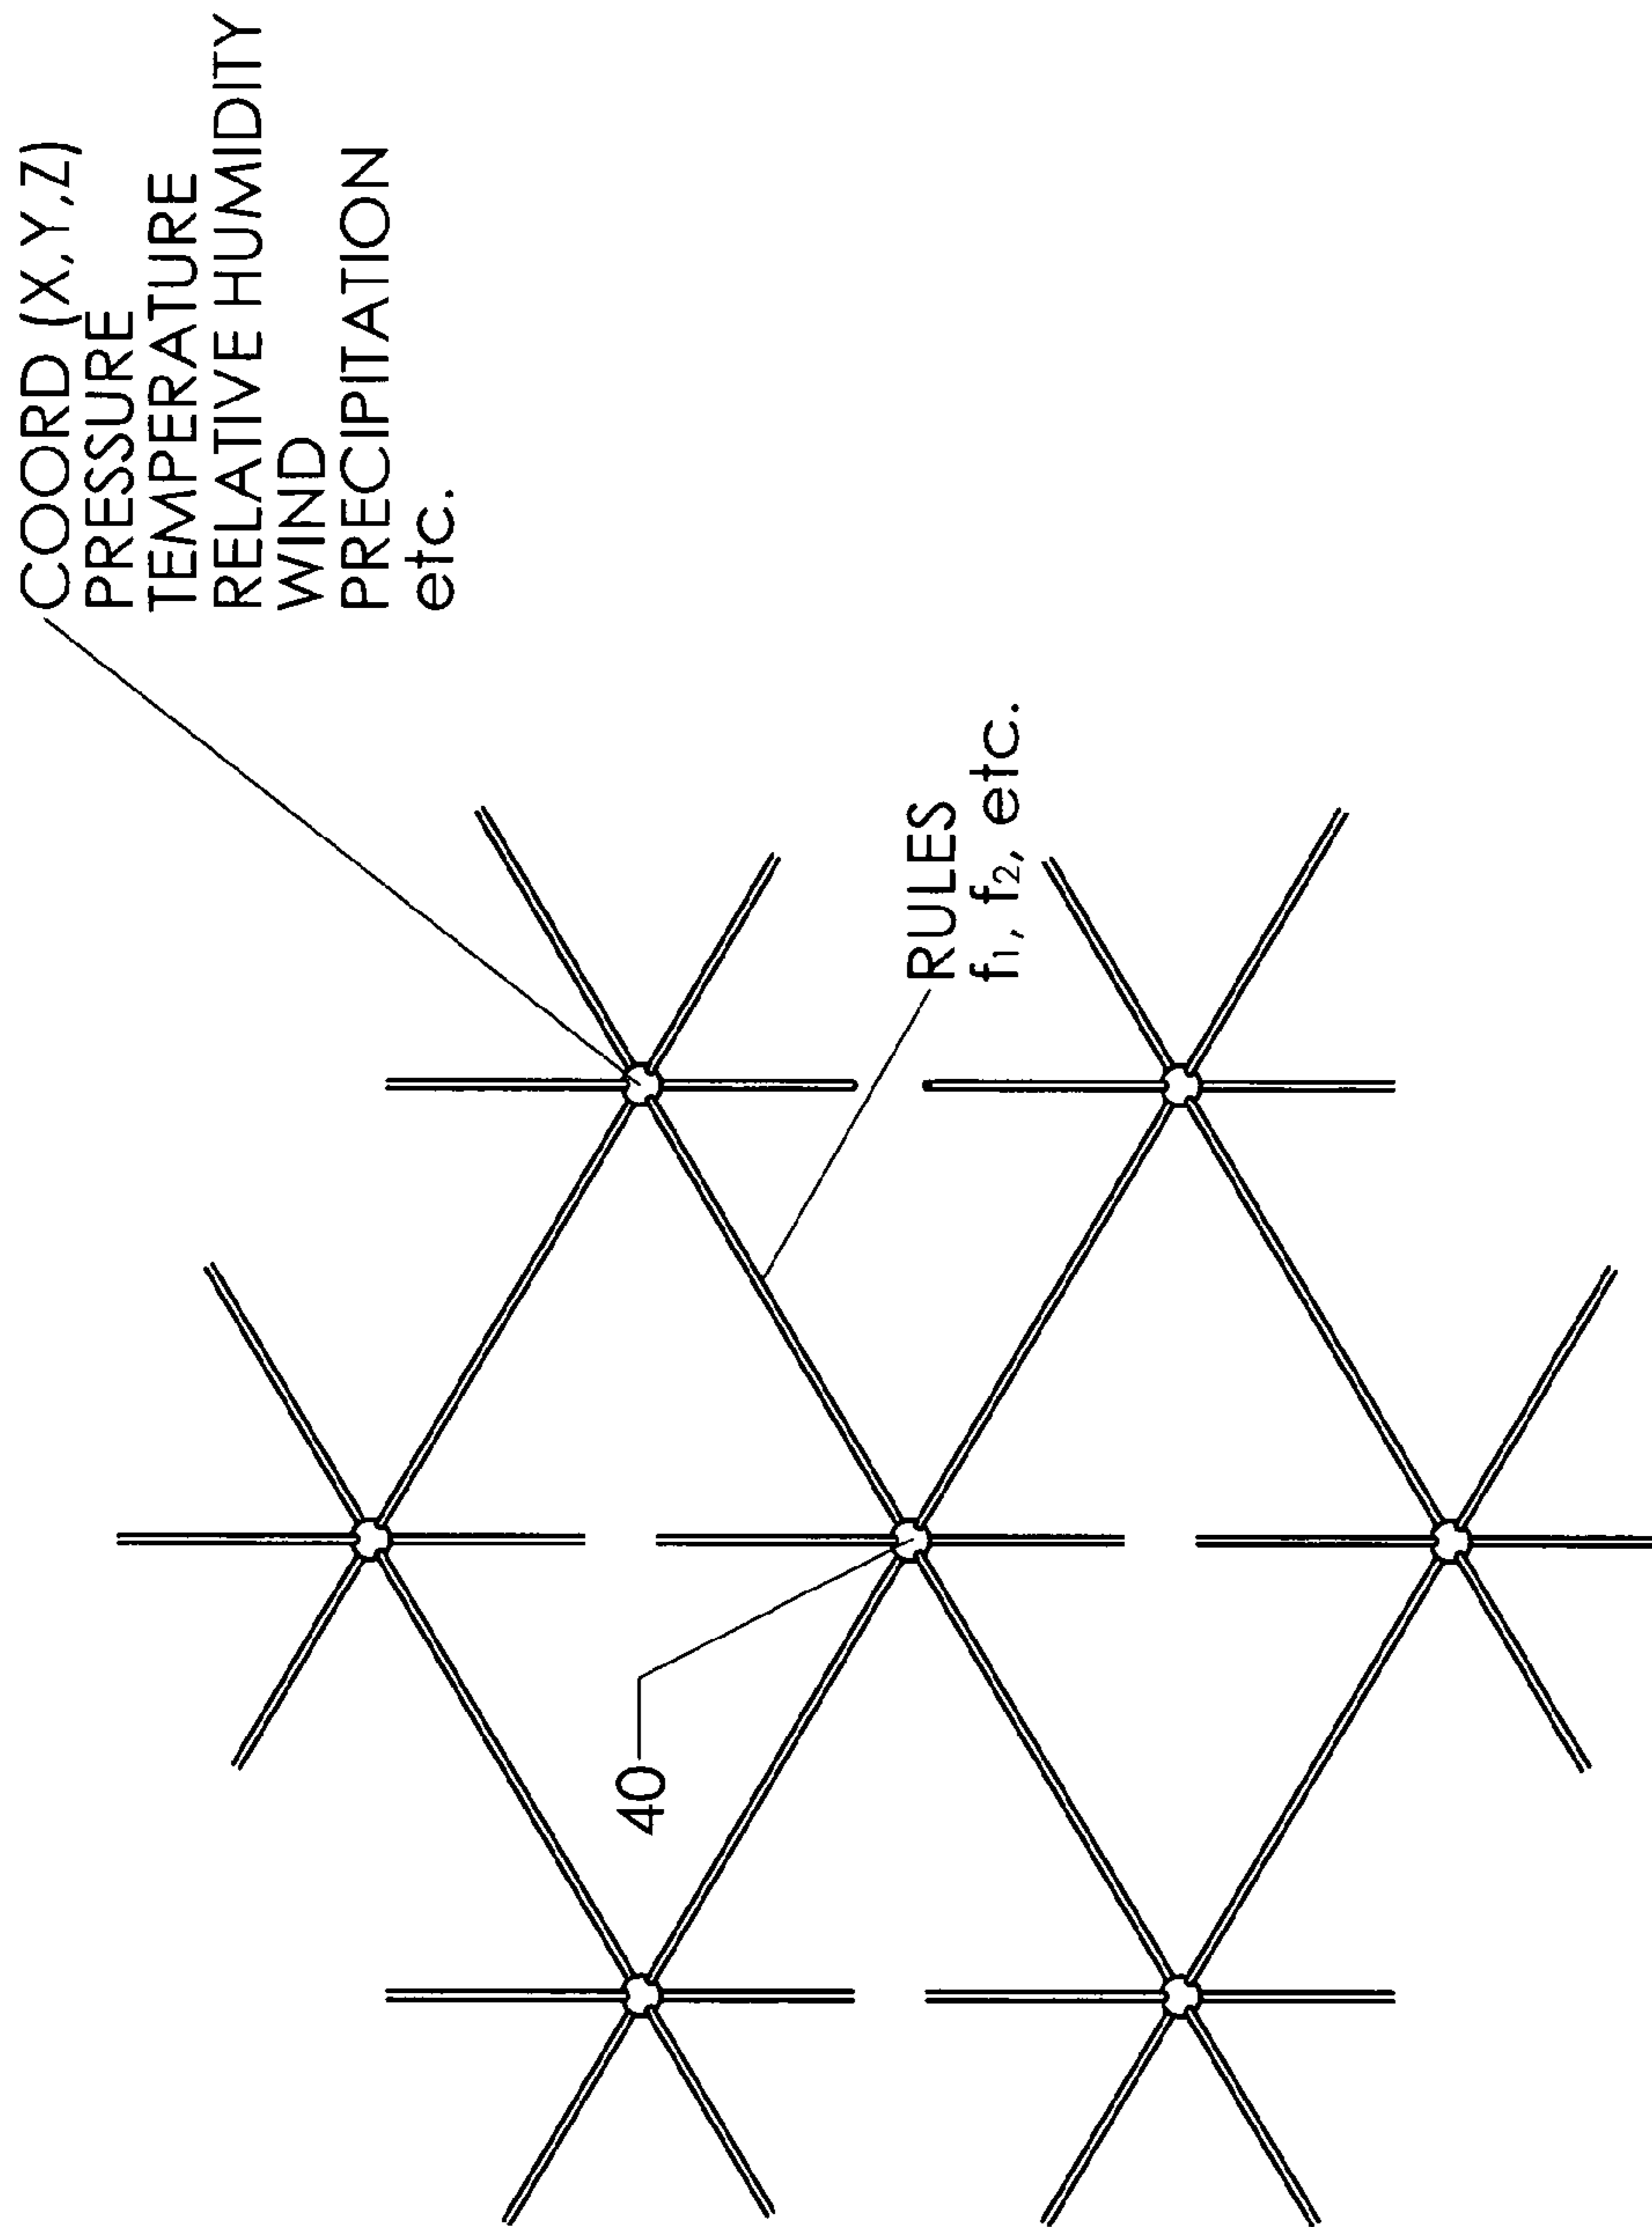 COORD (X,Y,Z)
PRESSURE
TEMPERATURE
RELATIVE HUMIDITY
WIND
PRECIPITATION
etc.
RULES
f1, f2, etc.
40